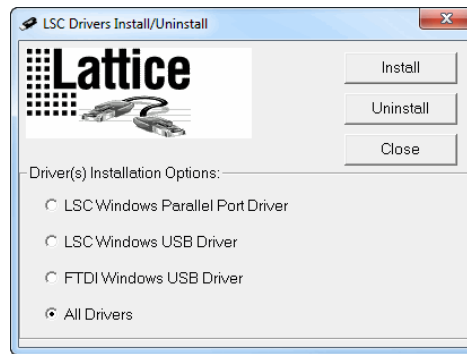 LSC Drivers Install/Uninstall
Lattice
Install
Uninstall
Close
Driver(s) Installation Options:
LSC Windows Parallel Port Driver
LSC Windows USB Driver
FTDI Windows USB Driver
All Drivers